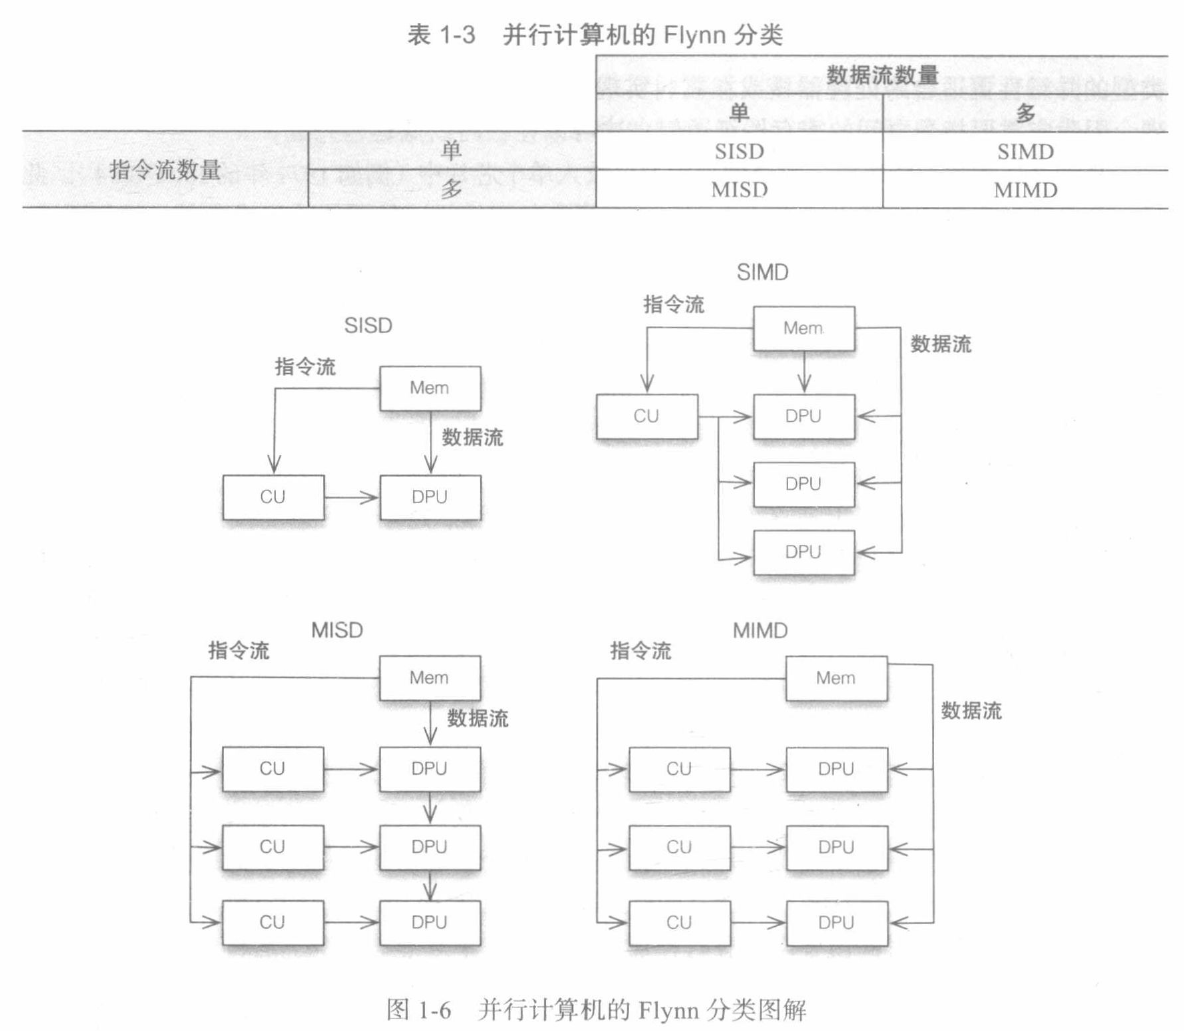 表 1-3 并行计算机的 Flynn 分类
数据流数量
单 多
指令流数量 单 SISD SIMD
多 MISD MIMD
SISD
指令流
Mem
数据流
CU DPU
SIMD
指令流
Mem
数据流
CU DPU
DPU
DPU
MISD
指令流
Mem
数据流
CU DPU
CU DPU
CU DPU
MIMD
指令流
Mem
数据流
CU DPU
CU DPU
CU DPU
图 1-6 并行计算机的 Flynn 分类图解